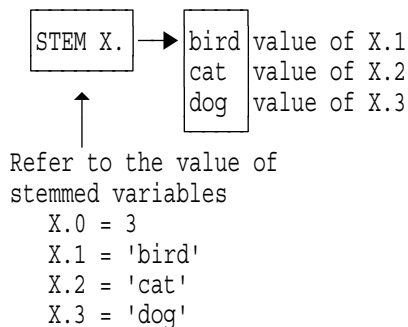 STEM X. bird value of X.1
cat value of X.2
dog value of X.3
Refer to the value of
stemmed variables
X.0 = 3
X.1 = 'bird'
X.2 = 'cat'
X.3 = 'dog'